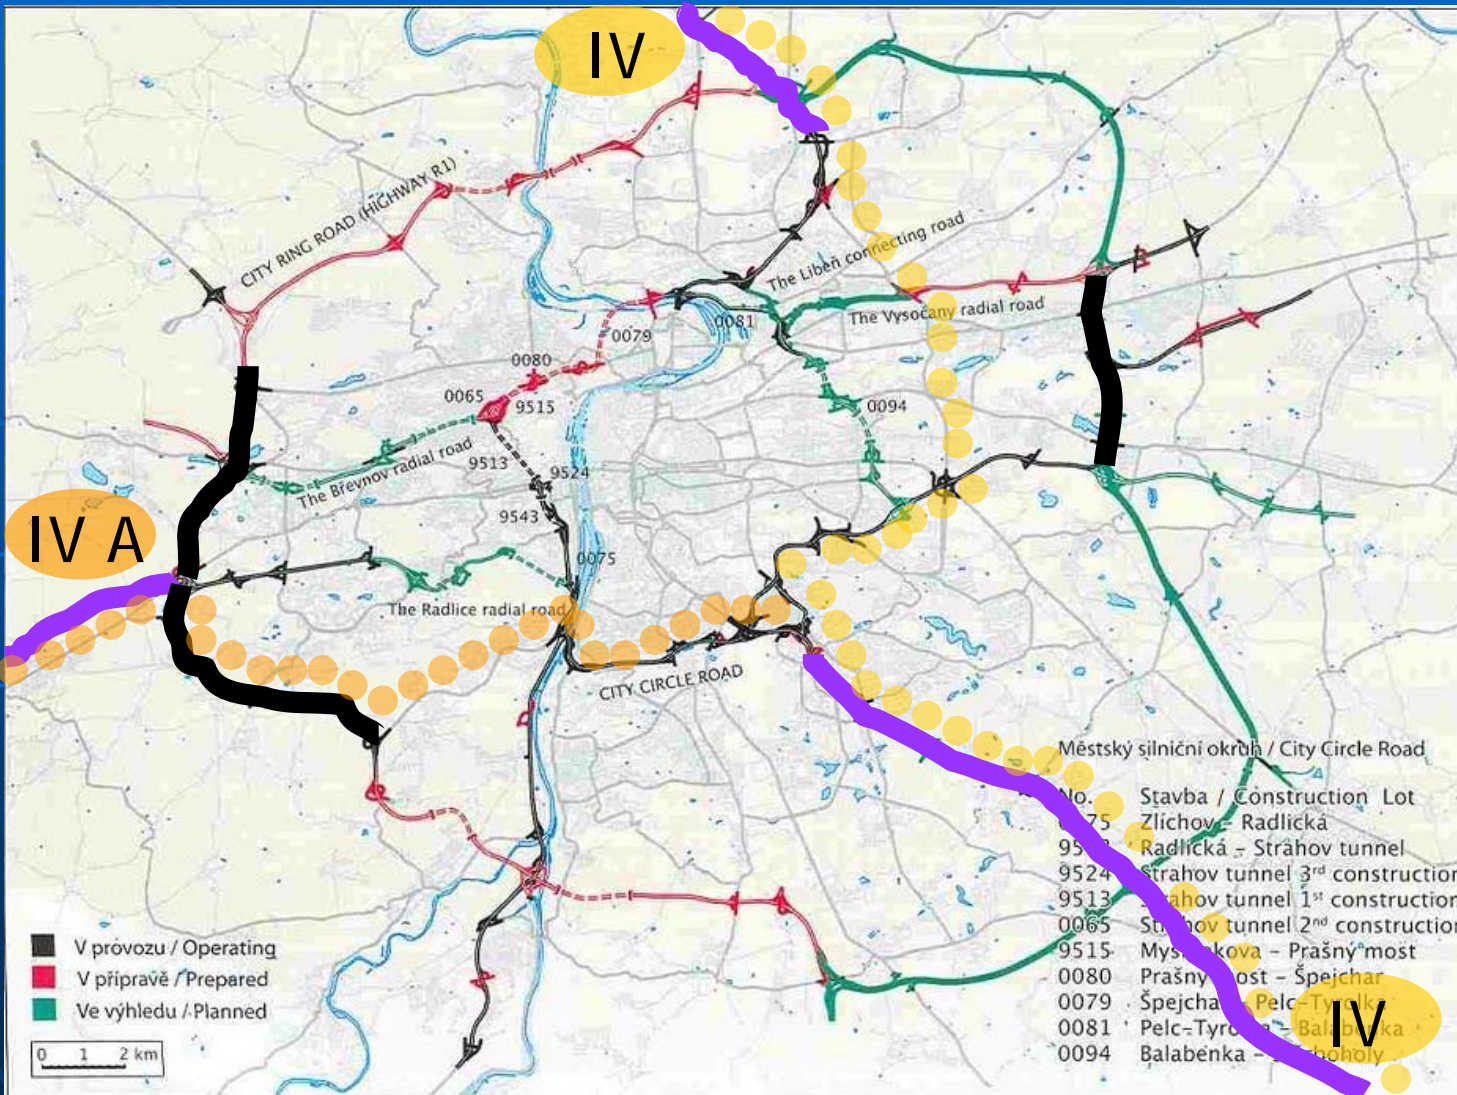 IV
CITY RING ROAD (HIGHWAY R1)
The Libeň connecting road
The Vysočany radial road
0081
0079
0080
0065
9515
0094
The Břevnov radial road
9513
9524
9543
IV A
0075
The Radlice radial road
CITY CIRCLE ROAD
Městský silniční okruh / City Circle Road
No. Stavba / Construction Lot
Zlíchov – Radlická
Radlická – Strahov tunnel
9524 Strahov tunnel 3rd construction
9513 tunnel 1st construction
0065 tunnel 2nd construction
9515 – Prašný most
0080 Prašný – Špejchar
0079 – Pelc-Tyrolka
0081 – Balabenka
0094 Balabenka –
IV
V provozu / Operating
V přípravě / Prepared
Ve výhledu / Planned
0 1 2 km